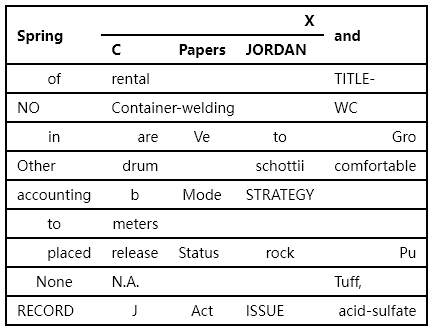 Spring X and
C Papers JORDAN
of rental TITLE-
NO Container-welding WC
in are Ve to Gro
Other drum schottii comfortable
accounting b Mode STRATEGY
to meters
placed release Status rock Pu
None N.A. Tuff,
RECORD J Act ISSUE acid-sulfate